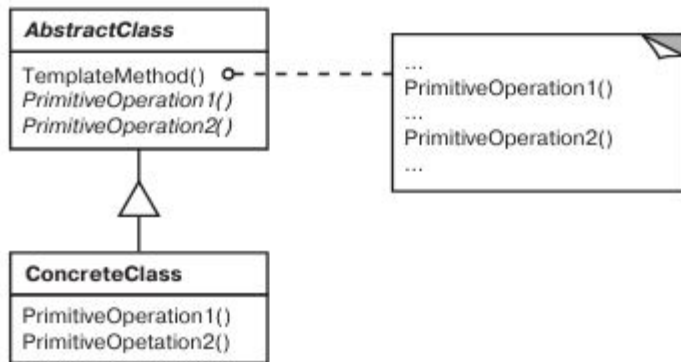 AbstractClass
TemplateMethod()
PrimitiveOperation1()
PrimitiveOperation2()
...
PrimitiveOperation1()
...
PrimitiveOperation2()
...
ConcreteClass
PrimitiveOperation1()
PrimitiveOpetation2()